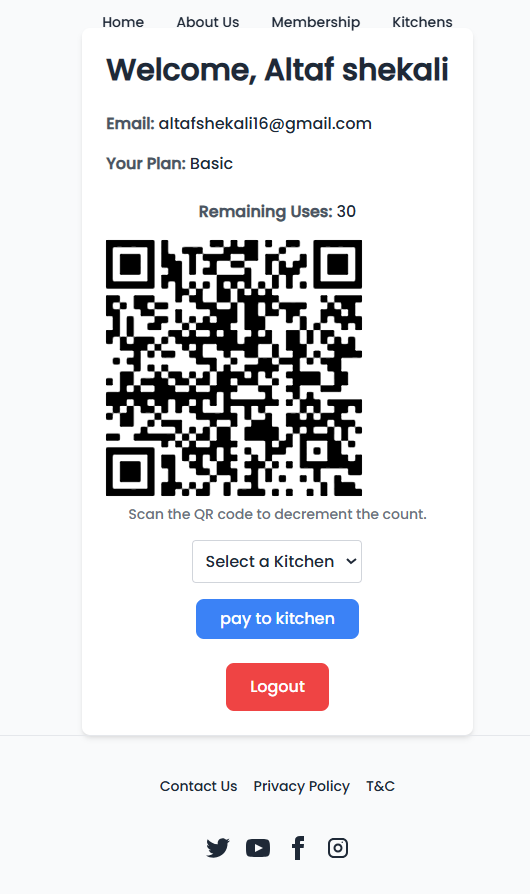 Home About Us Membership Kitchens
Welcome, Altaf shekali
Email: altafshekali16@gmail.com
Your Plan: Basic
Remaining Uses: 30
Scan the QR code to decrement the count.
Select a Kitchen
pay to kitchen
Logout
Contact Us Privacy Policy T&C